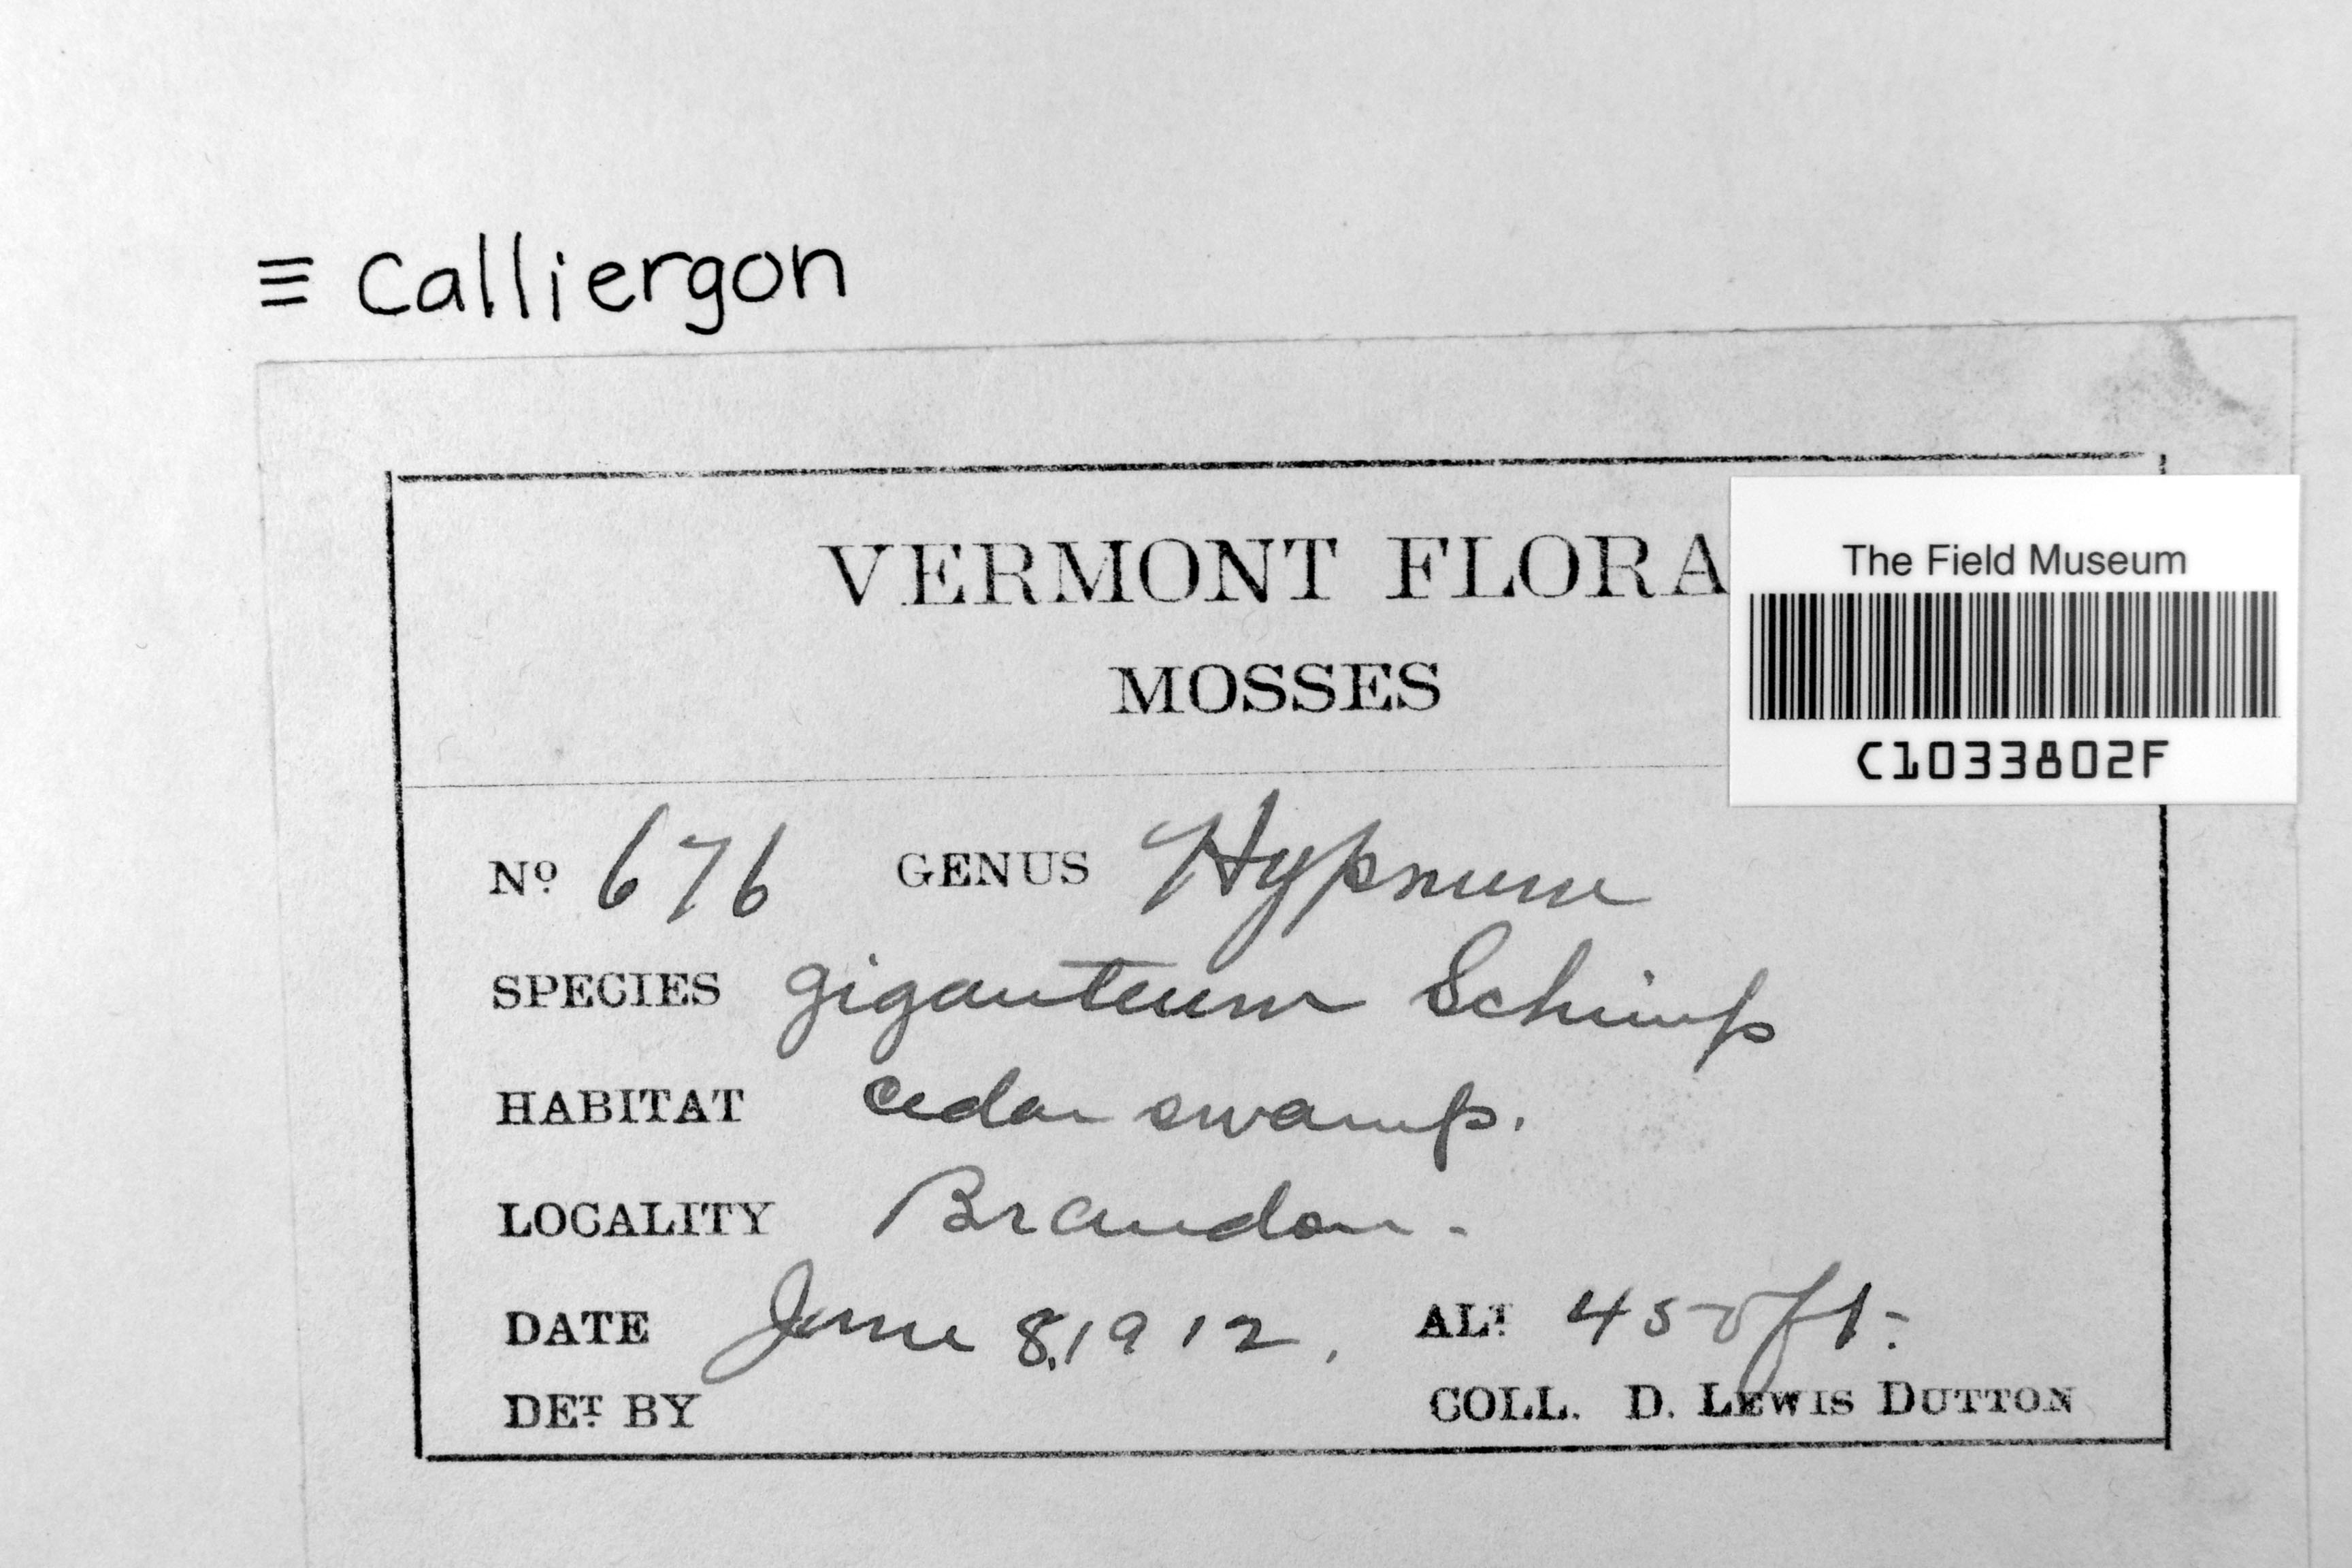 ≡ Calliergon
VERMONT FLORA
MOSSES
The Field Museum
C1033802F
Nº 676 GENUS Hypnum
SPECIES giganteum Schimp
HABITAT Cedar swamp.
LOCALITY Brandon.
DATE June 8, 1912, ALT. 450 ft.
DET. BY COLL. D. LEWIS DUTTON